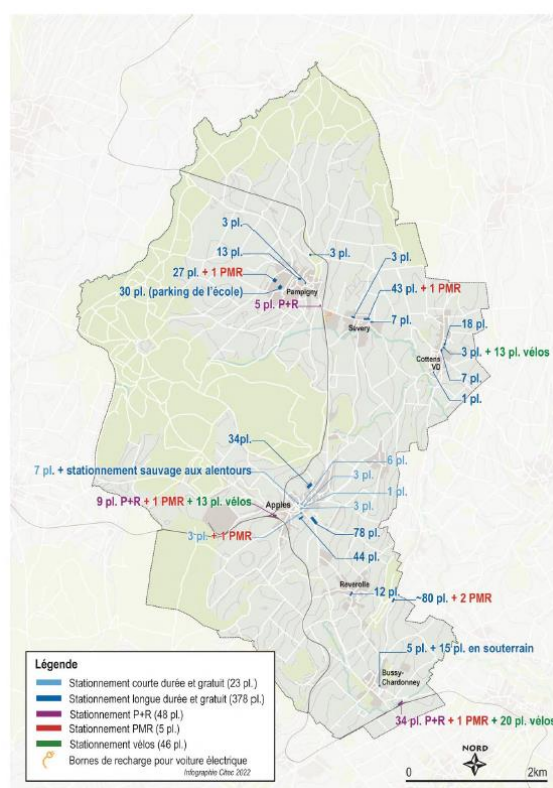 3 pl.
13 pl.
3 pl.
3 pl.
27 pl. + 1 PMR
43 pl. + 1 PMR
30 pl. (parking de l'école)
Pampigny
5 pl. P+R
7 pl.
Sévery
18 pl.
3 pl. + 13 pl. vélos
Cottens
VD
7 pl.
1 pl.
34pl.
6 pl.
7 pl. + stationnement sauvage aux alentours
3 pl.
1 pl.
9 pl. P+R + 1 PMR + 13 pl. vélos
Apples
3 pl.
3 pl. + 1 PMR
78 pl.
44 pl.
Reverolle
12 pl.
~80 pl. + 2 PMR
5 pl. + 15 pl. en souterrain
Bussy-
Chardonney
34 pl. P+R + 1 PMR + 20 pl. vélos
Légende
Stationnement courte durée et gratuit (23 pl.)
Stationnement longue durée et gratuit (378 pl.)
Stationnement P+R (48 pl.)
Stationnement PMR (5 pl.)
Stationnement vélos (46 pl.)
Bornes de recharge pour voiture électrique
Infographie Citec 2022
NORD
0 2km